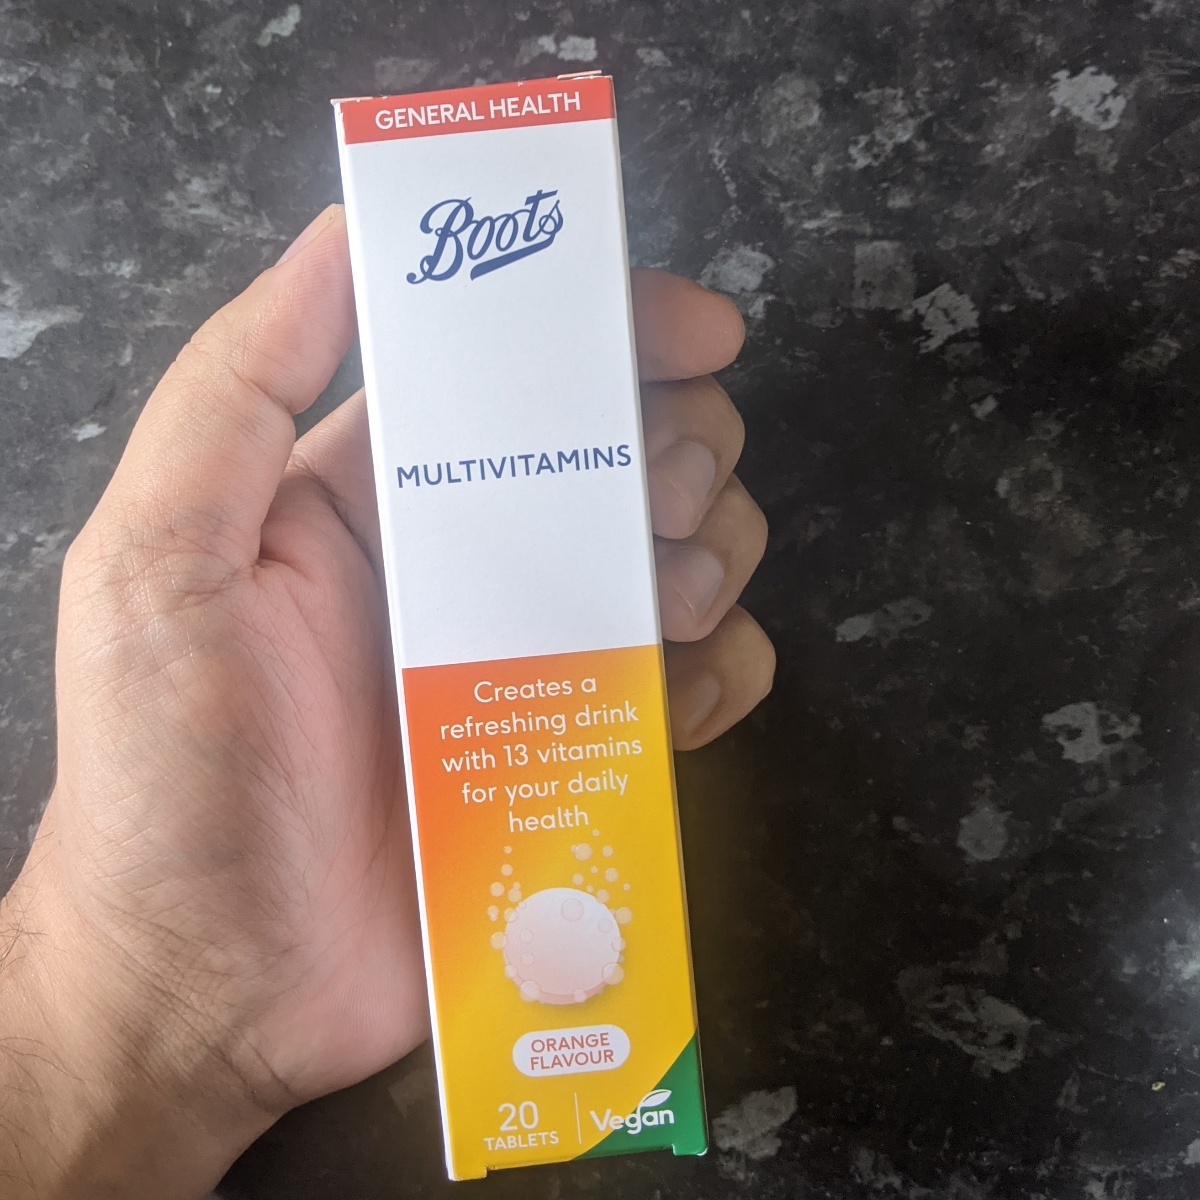 GENERAL HEALTH
Boots
MULTIVITAMINS
Creates a
refreshing drink
with 13 vitamins
for your daily
health
ORANGE
FLAVOUR
20
TABLETS
Vegan